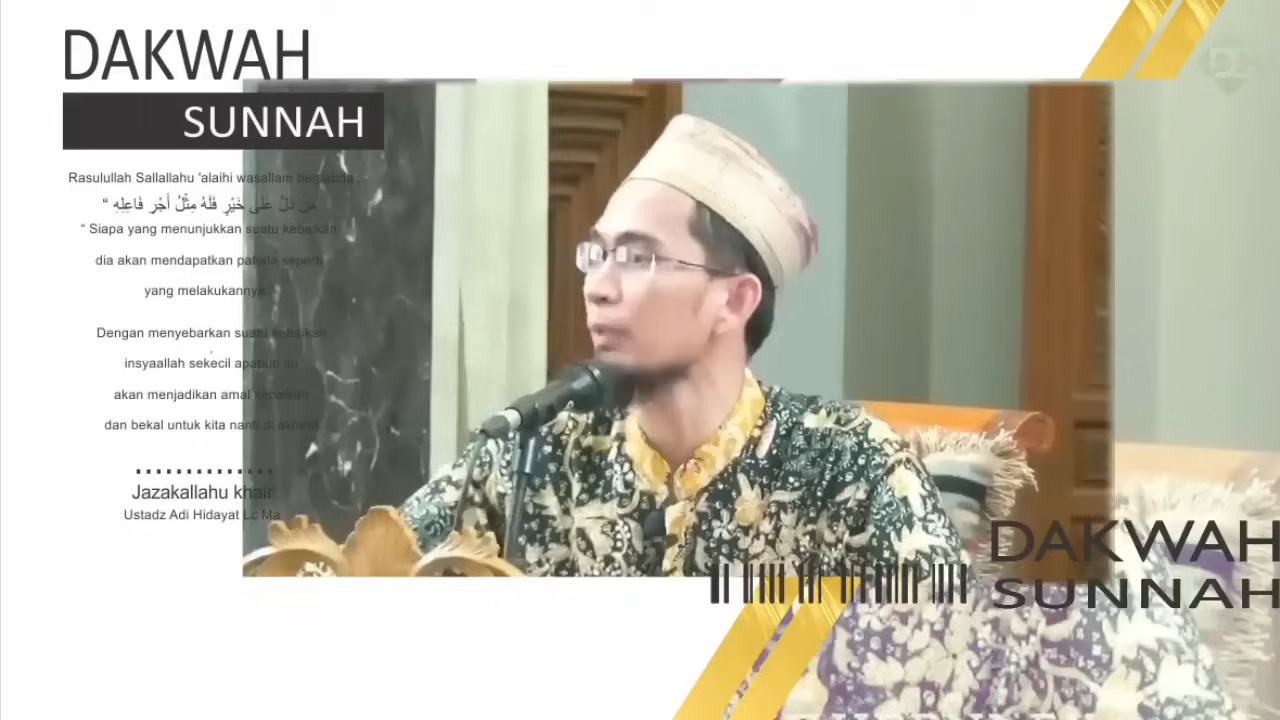 DAKWAH
SUNNAH
Rasulullah Sallallahu 'alaihi wasallam bersabda :
مَنْ دَلَّ عَلَى خَيْرٍ فَلَهُ مِثْلُ أَجْرِ فَاعِلِهِ “
“ Siapa yang menunjukkan suatu kebaikan
dia akan mendapatkan pahala seperti
yang melakukannya.
Dengan menyebarkan suatu kebaikan
insyaallah sekecil apapun itu
akan menjadikan amal kebaikan
dan bekal untuk kita nanti di akhirat.
Jazakallahu khair
Ustadz Adi Hidayat Lc Ma
DAKWAH
SUNNAH